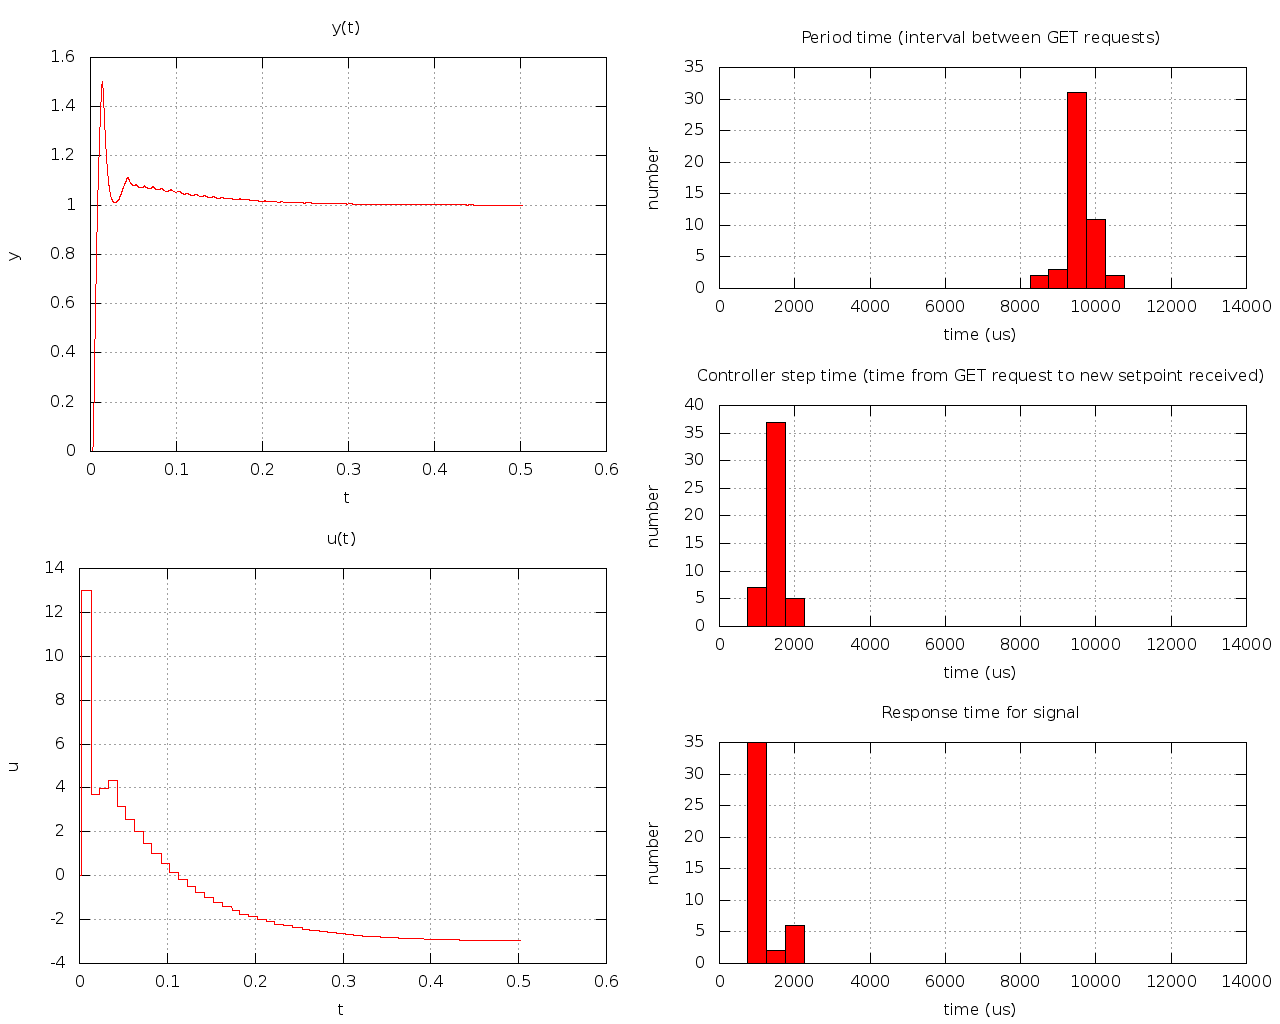 y(t)
1.6
1.4
1.2
1
0.8
0.6
0.4
0.2
0
y
0 0.1 0.2 0.3 0.4 0.5 0.6
t
u(t)
14
12
10
8
6
4
2
0
-2
-4
u
0 0.1 0.2 0.3 0.4 0.5 0.6
t
Period time (interval between GET requests)
35
30
25
20
15
10
5
0
number
0 2000 4000 6000 8000 10000 12000 14000
time (us)
Controller step time (time from GET request to new setpoint received)
40
35
30
25
20
15
10
5
0
number
0 2000 4000 6000 8000 10000 12000 14000
time (us)
Response time for signal
35
30
25
20
15
10
5
0
number
0 2000 4000 6000 8000 10000 12000 14000
time (us)